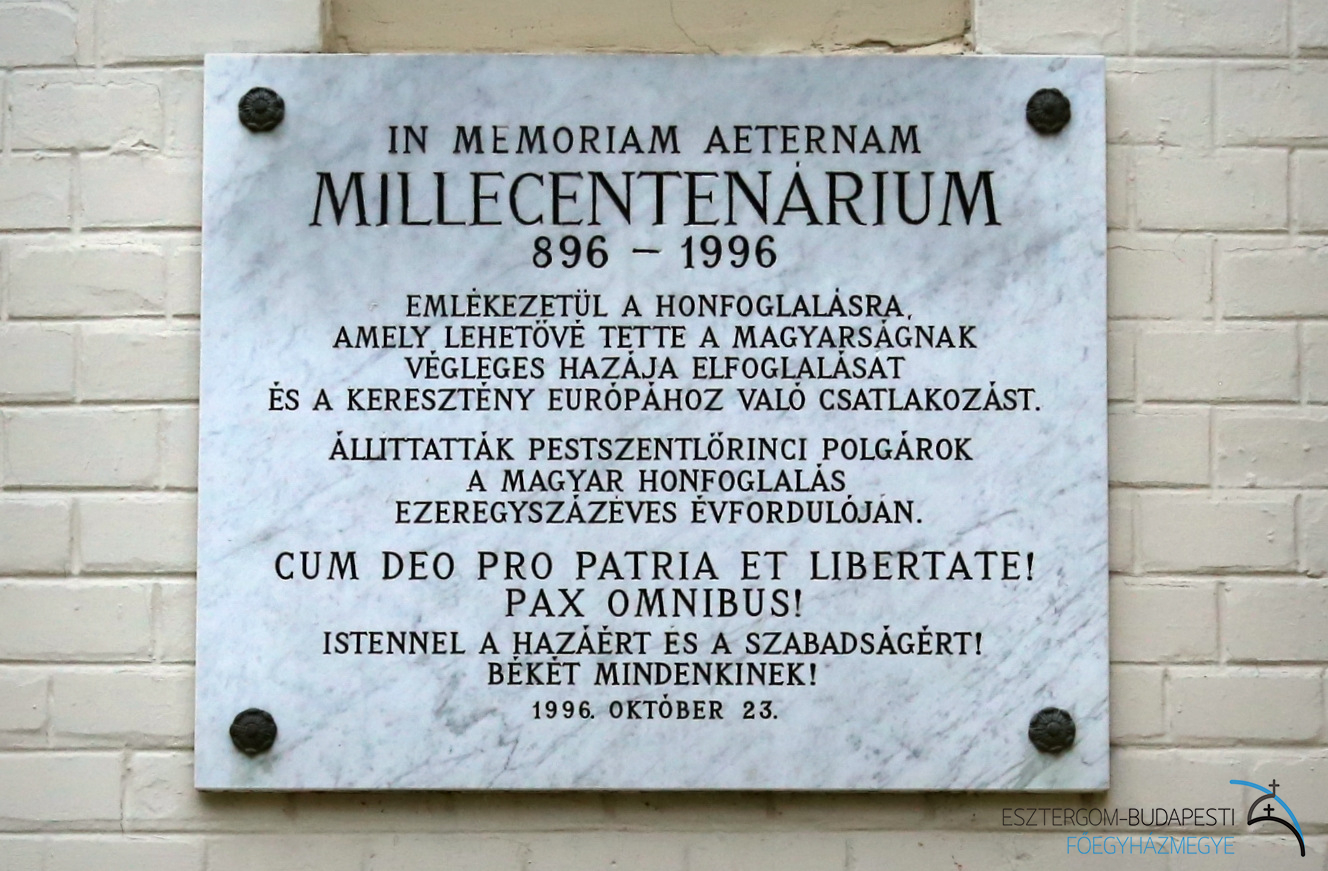 IN MEMORIAM AETERNAM
MILLECENTENÁRIUM
896 – 1996
EMLÉKEZETÜL A HONFOGLALÁSRA,
AMELY LEHETŐVÉ TETTE A MAGYARSÁGNAK
VÉGLEGES HAZÁJA ELFOGLALÁSÁT
ÉS A KERESZTÉNY EURÓPÁHOZ VALÓ CSATLAKOZÁST.
ÁLLÍTTATTÁK PESTSZENTLŐRINCI POLGÁROK
A MAGYAR HONFOGLALÁS
EZEREGYSZÁZÉVES ÉVFORDULÓJÁN.
CUM DEO PRO PATRIA ET LIBERTATE!
PAX OMNIBUS!
ISTENNEL A HAZÁÉRT ÉS A SZABADSÁGÉRT!
BÉKÉT MINDENKINEK!
1996. OKTÓBER 23.
ESZTERGOM-BUDAPESTI
FŐEGYHÁZMEGYE